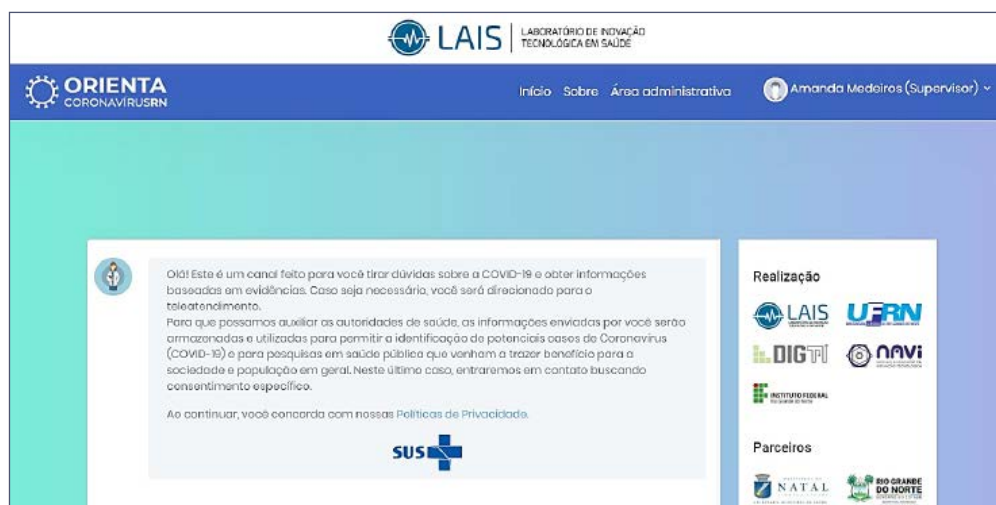 LAIS
LABORATÓRIO DE INOVAÇÃO
TECNOLÓGICA EM SAÚDE
ORIENTA
CORONAVÍRUSRN
Início Sobre Área administrativa Amanda Medeiros (Supervisor)
Olá! Este é um canal feito para você tirar dúvidas sobre a COVID-19 e obter informações
baseadas em evidências. Caso seja necessário, você será direcionado para o
teleatendimento.
Para que possamos auxiliar as autoridades de saúde, as informações enviadas por você serão
armazenadas e utilizadas para permitir a identificação de potenciais casos de Coronavírus
(COVID-19) e para pesquisas em saúde pública que venham a trazer benefício para a
sociedade e população em geral. Neste último caso, entraremos em contato buscando
consentimento específico.
Ao continuar, você concorda com nossas Políticas de Privacidade.
SUS
Realização
LAIS
UFRN
DIGTI
NAVi
INSTITUTO FEDERAL
Parceiros
NATAL
RIO GRANDE
DO NORTE